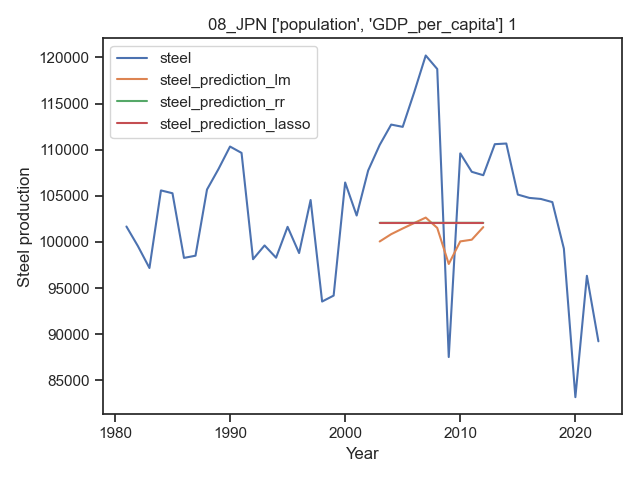 08_JPN ['population', 'GDP_per_capita'] 1
steel
steel_prediction_lm
steel_prediction_rr
steel_prediction_lasso
Steel production
120000
115000
110000
105000
100000
95000
90000
85000
1980
1990
2000
2010
2020
Year